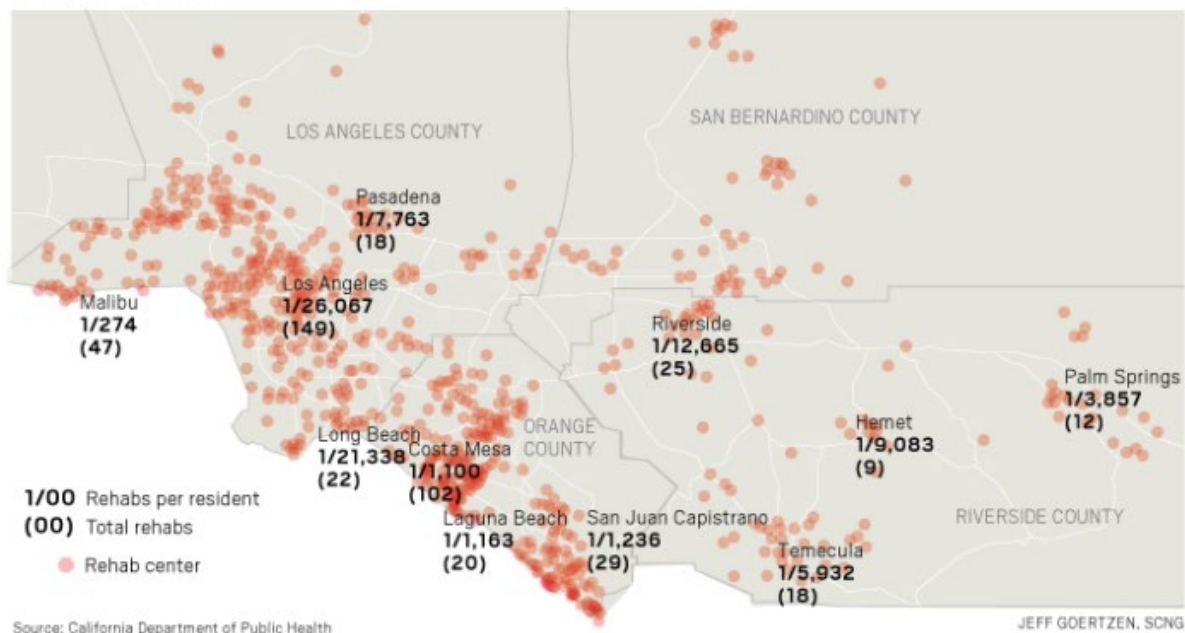 LOS ANGELES COUNTY
SAN BERNARDINO COUNTY
Pasadena
1/7,763
(18)
Los Angeles
1/26,067
(149)
Malibu
1/274
(47)
Riverside
1/12,665
(25)
Palm Springs
1/3,857
(12)
Hemet
1/9,083
(9)
ORANGE
COUNTY
Long Beach
1/21,338
(22)
Costa Mesa
1/1,100
(102)
Laguna Beach
1/1,163
(20)
San Juan Capistrano
1/1,236
(29)
RIVERSIDE COUNTY
Temecula
1/5,932
(18)
1/00 Rehabs per resident
(00) Total rehabs
Rehab center
Source: California Department of Public Health
JEFF GOERTZEN, SCNG